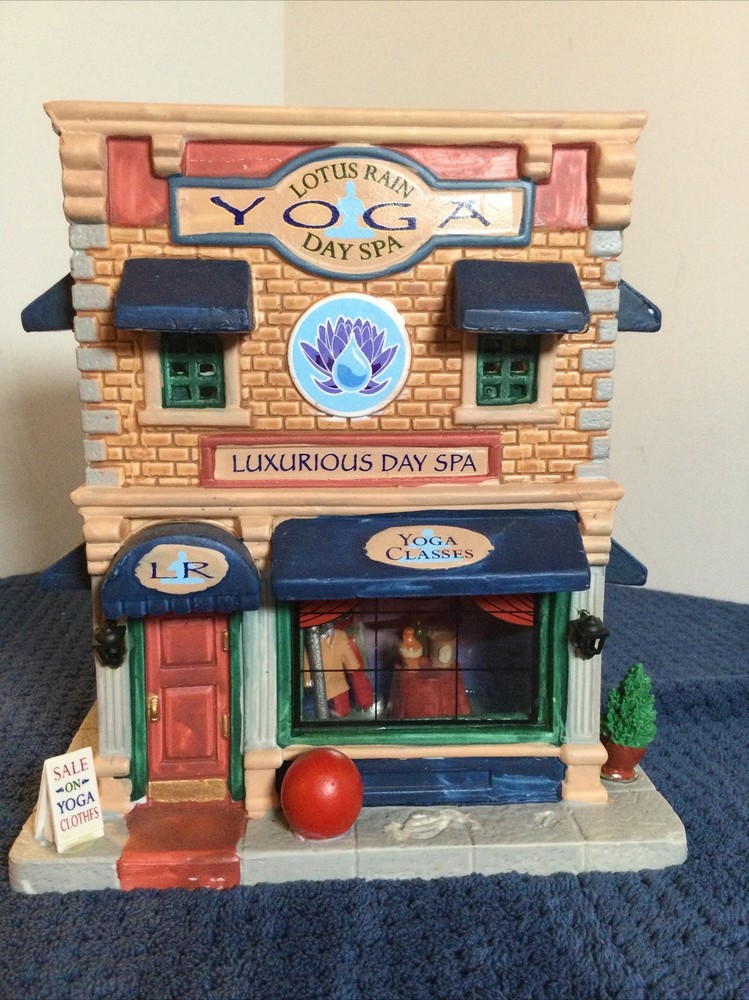 LOTUS RAIN
YOGA
DAY SPA
LUXURIOUS DAY SPA
LR
YOGA
CLASSES
SALE
ON
YOGA
CLOTHES